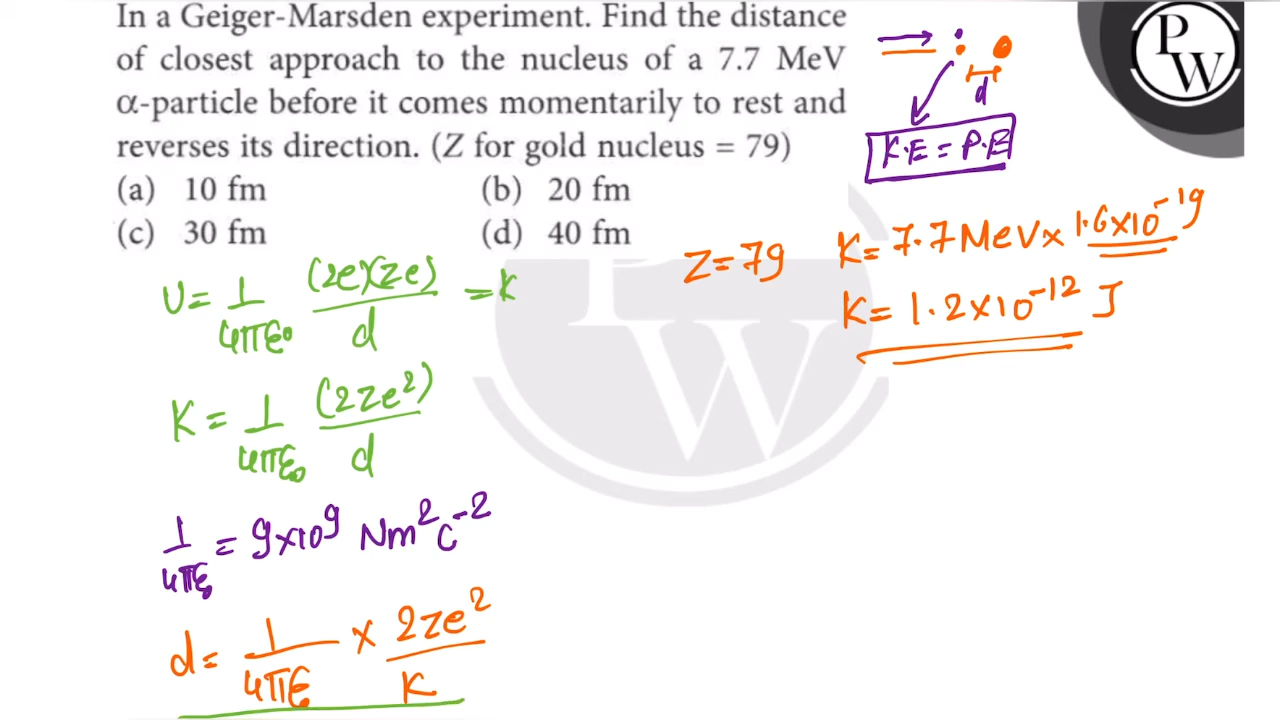 In a Geiger-Marsden experiment. Find the distance
of closest approach to the nucleus of a 7.7 MeV
α-particle before it comes momentarily to rest and
reverses its direction. (Z for gold nucleus = 79)
(a) 10 fm (b) 20 fm
(c) 30 fm (d) 40 fm
P
W
d
K.E = P.E
Z = 79
K = 7.7 MeV × 1.6×10⁻¹⁹
K = 1.2×10⁻¹² J
U = 1/4πε₀ (2e)(Ze)/d = K
K = 1/4πε₀ (2Ze²)/d
1/4πε₀ = 9×10⁹ Nm²C⁻²
d = 1/4πε × 2Ze²/K
P
W